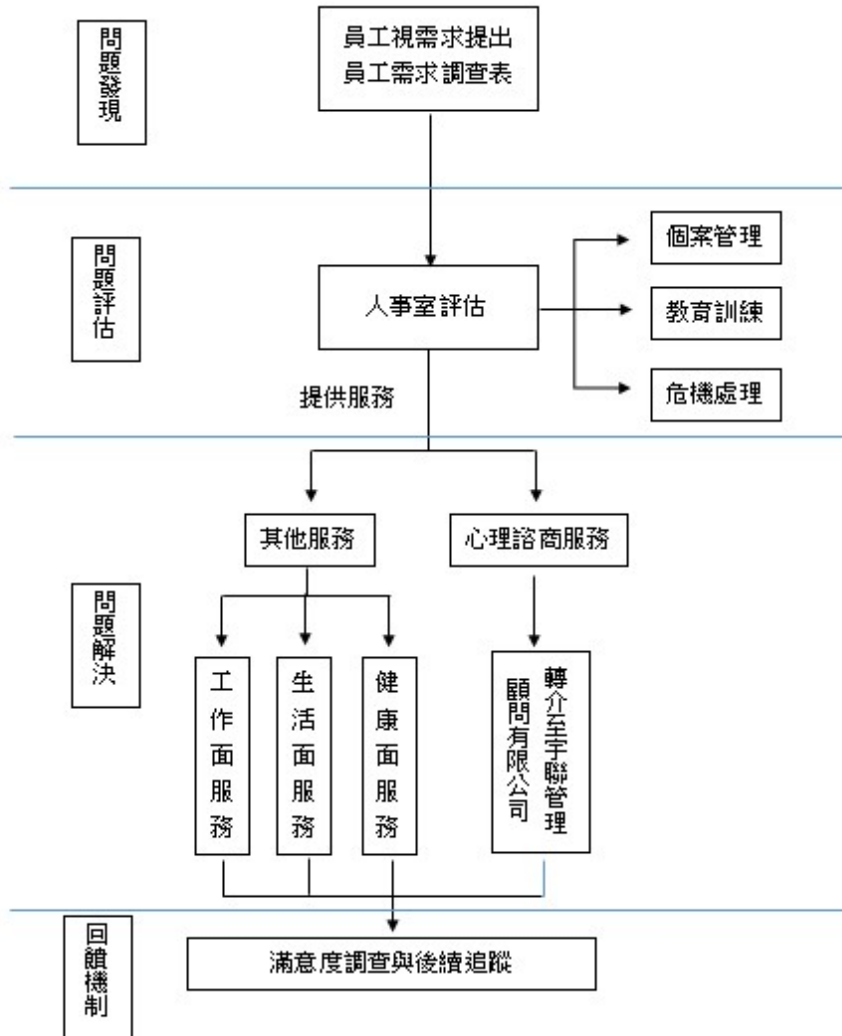 問題發現
員工視需求提出
員工需求調查表
問題評估
人事室評估
個案管理
教育訓練
危機處理
提供服務
問題解決
其他服務
心理諮商服務
工作面服務
生活面服務
健康面服務
轉介至宇聯管理
顧問有限公司
回饋機制
滿意度調查與後續追蹤